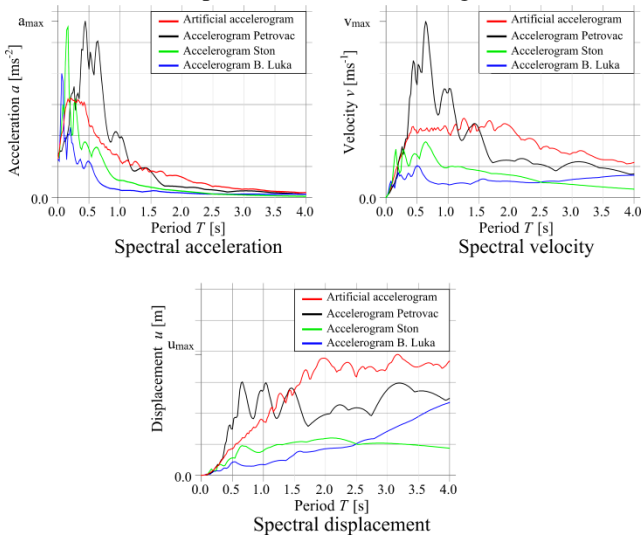 a_max
Acceleration a [ms⁻²]
0.0
Artificial accelerogram
Accelerogram Petrovac
Accelerogram Ston
Accelerogram B. Luka
0.0 0.5 1.0 1.5 2.0 2.5 3.0 3.5 4.0
Period T [s]
Spectral acceleration
v_max
Velocity v [ms⁻¹]
0.0
Artificial accelerogram
Accelerogram Petrovac
Accelerogram Ston
Accelerogram B. Luka
0.0 0.5 1.0 1.5 2.0 2.5 3.0 3.5 4.0
Period T [s]
Spectral velocity
u_max
Displacement u [m]
0.0
Artificial accelerogram
Accelerogram Petrovac
Accelerogram Ston
Accelerogram B. Luka
0.0 0.5 1.0 1.5 2.0 2.5 3.0 3.5 4.0
Period T [s]
Spectral displacement